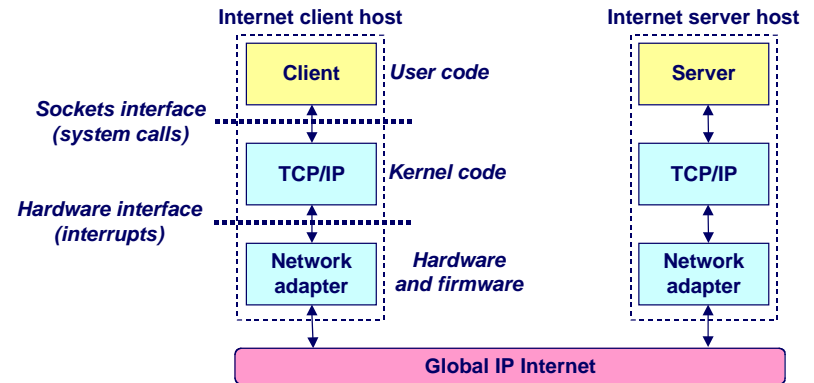 Internet client host
Internet server host
Client
User code
Server
Sockets interface
(system calls)
TCP/IP
Kernel code
TCP/IP
Hardware interface
(interrupts)
Network
adapter
Hardware
and firmware
Network
adapter
Global IP Internet